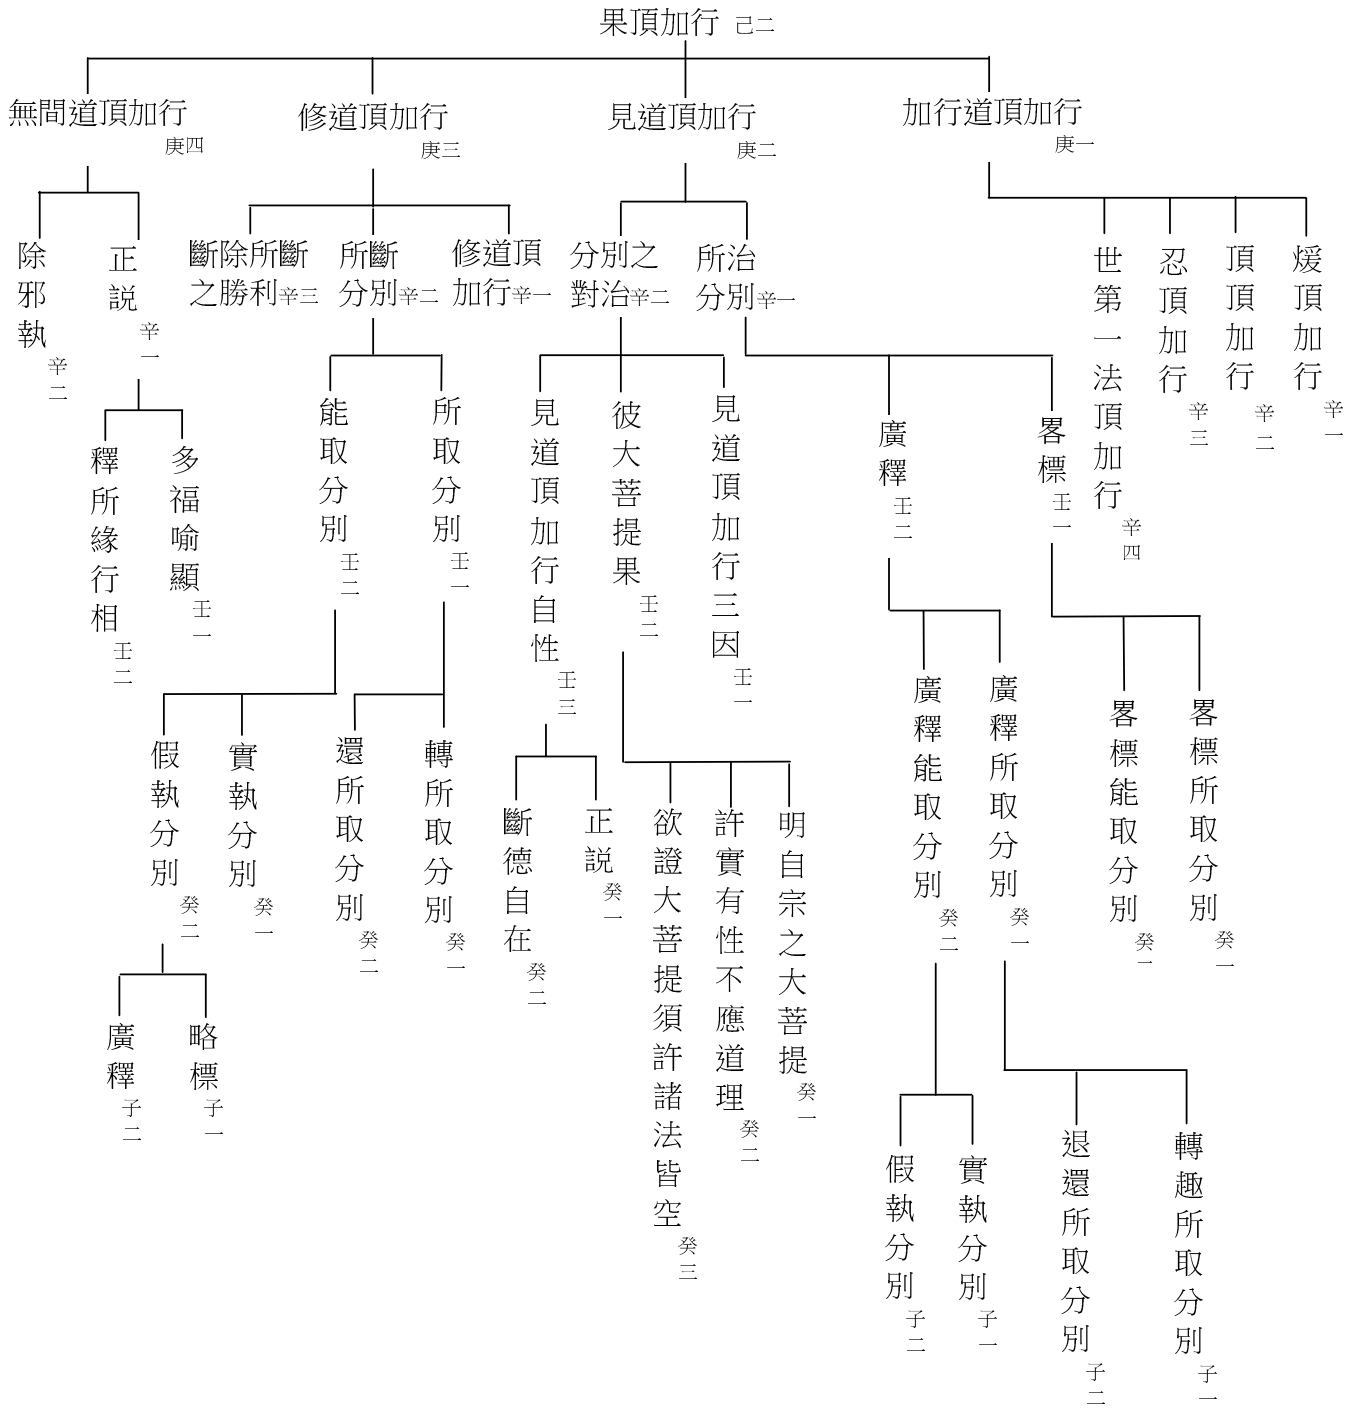 果頂加行 己二
加行道頂加行 庚一
見道頂加行 庚二
修道頂加行 庚三
無間道頂加行 庚四
煖頂加行 辛一
頂頂加行 辛二
忍頂加行 辛三
世第一法頂加行 辛四
所治
分別辛一
分別之
對治辛二
修道頂
加行辛一
所斷
分別辛二
斷除所斷
之勝利辛三
正説 辛一
除邪執 辛二
畧標 壬一
廣釋 壬二
見道頂加行三因 壬一
彼大菩提果 壬二
見道頂加行自性 壬三
所取分別 壬一
能取分別 壬二
多福喻顯 壬一
釋所緣行相 壬二
畧標所取分別 癸一
畧標能取分別 癸一
廣釋所取分別 癸一
廣釋能取分別 癸二
明自宗之大菩提 癸一
許實有性不應道理 癸二
欲證大菩提須許諸法皆空 癸三
正説 癸一
斷德自在 癸二
轉所取分別 癸一
還所取分別 癸二
實執分別 癸一
假執分別 癸二
轉趣所取分別 子一
退還所取分別 子二
實執分別 子一
假執分別 子二
略標 子一
廣釋 子二